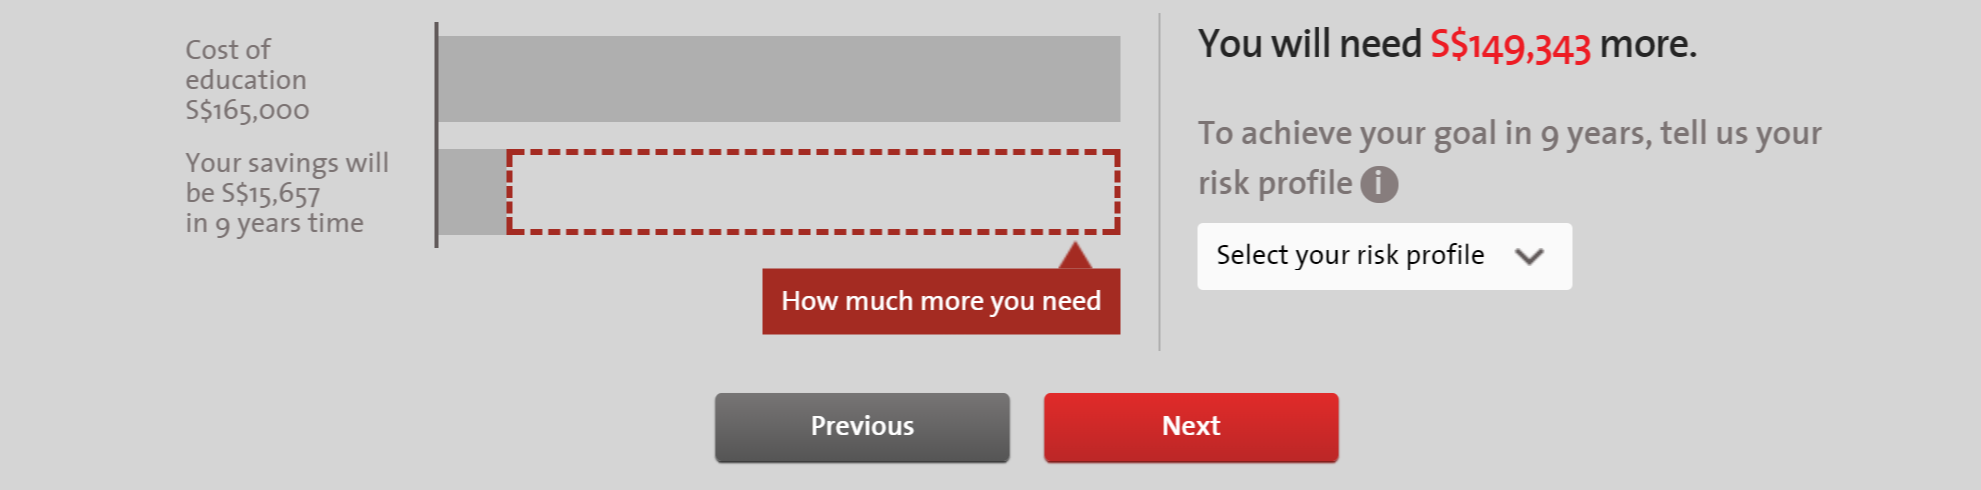 Cost of
education
S$165,000
Your savings will
be S$15,657
in 9 years time
How much more you need
You will need S$149,343 more.
To achieve your goal in 9 years, tell us your
risk profile i
Select your risk profile
Previous
Next